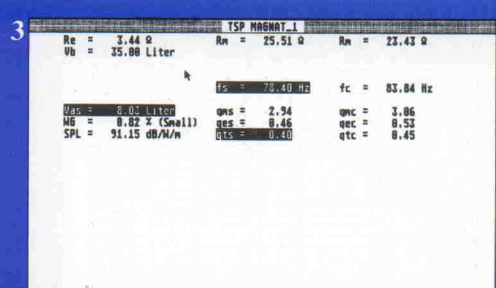 3
TSP MAGNAT_1
Re = 3.44 Ω Rm = 25.51 Ω Rm = 23.43 Ω
Vb = 35.00 Liter
fs = 78.40 Hz fc = 83.84 Hz
Vas = 8.03 Liter qms = 2.94 qmc = 3.06
WG = 0.82 % (Small) qes = 0.46 qec = 0.53
SPL = 91.15 dB/W/m qts = 0.40 qtc = 0.45